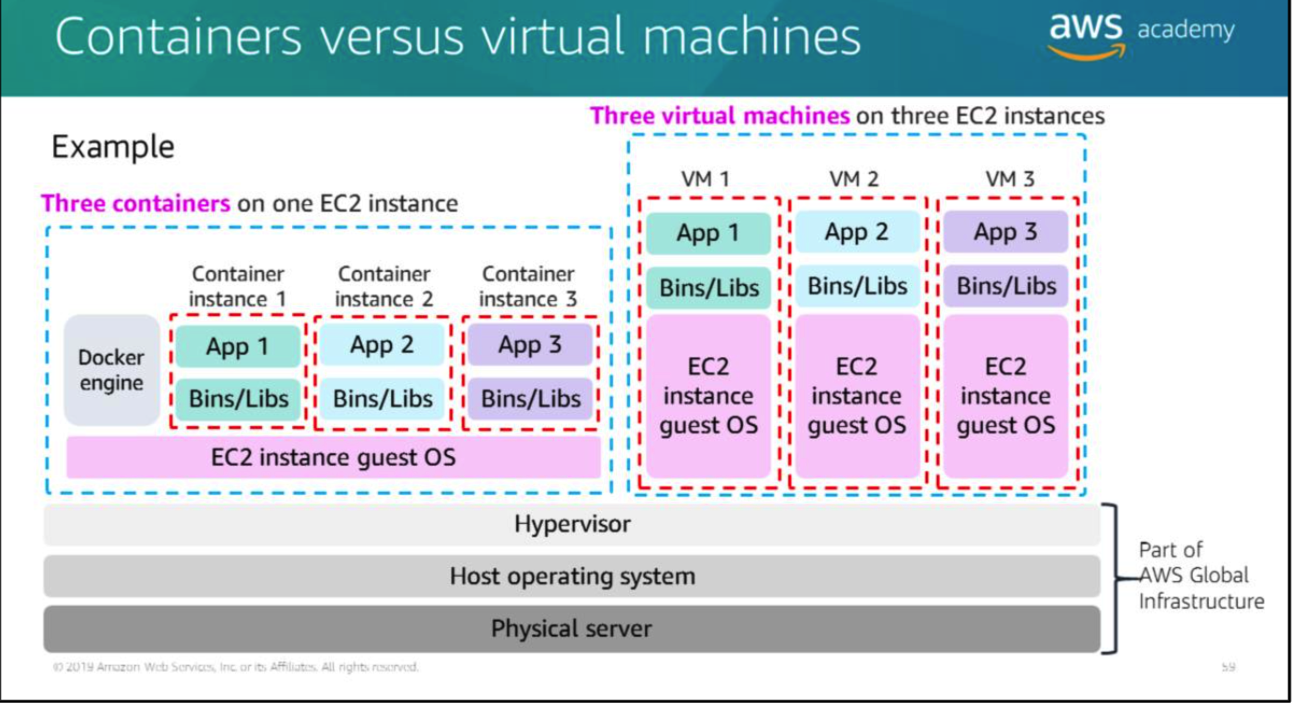 Containers versus virtual machines
aws academy
Example
Three containers on one EC2 instance
Container
instance 1
Container
instance 2
Container
instance 3
Docker
engine
App 1
Bins/Libs
App 2
Bins/Libs
App 3
Bins/Libs
EC2 instance guest OS
Three virtual machines on three EC2 instances
VM 1
App 1
Bins/Libs
EC2
instance
guest OS
VM 2
App 2
Bins/Libs
EC2
instance
guest OS
VM 3
App 3
Bins/Libs
EC2
instance
guest OS
Hypervisor
Host operating system
Physical server
Part of
AWS Global
Infrastructure
© 2019 Amazon Web Services, Inc. or its Affiliates. All rights reserved.
59